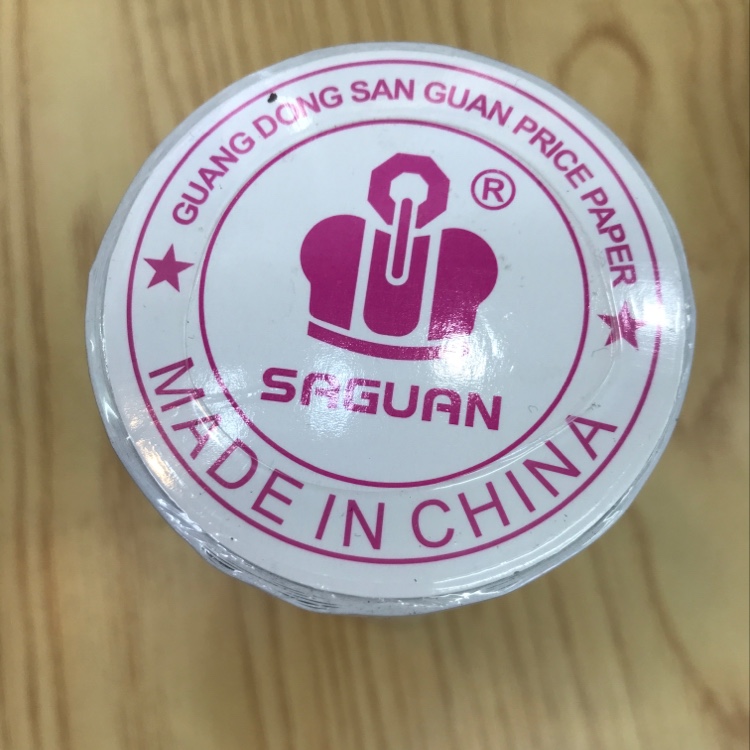 GUANG DONG SAN GUAN PRICE PAPER
®
SAGUAN
MADE IN CHINA